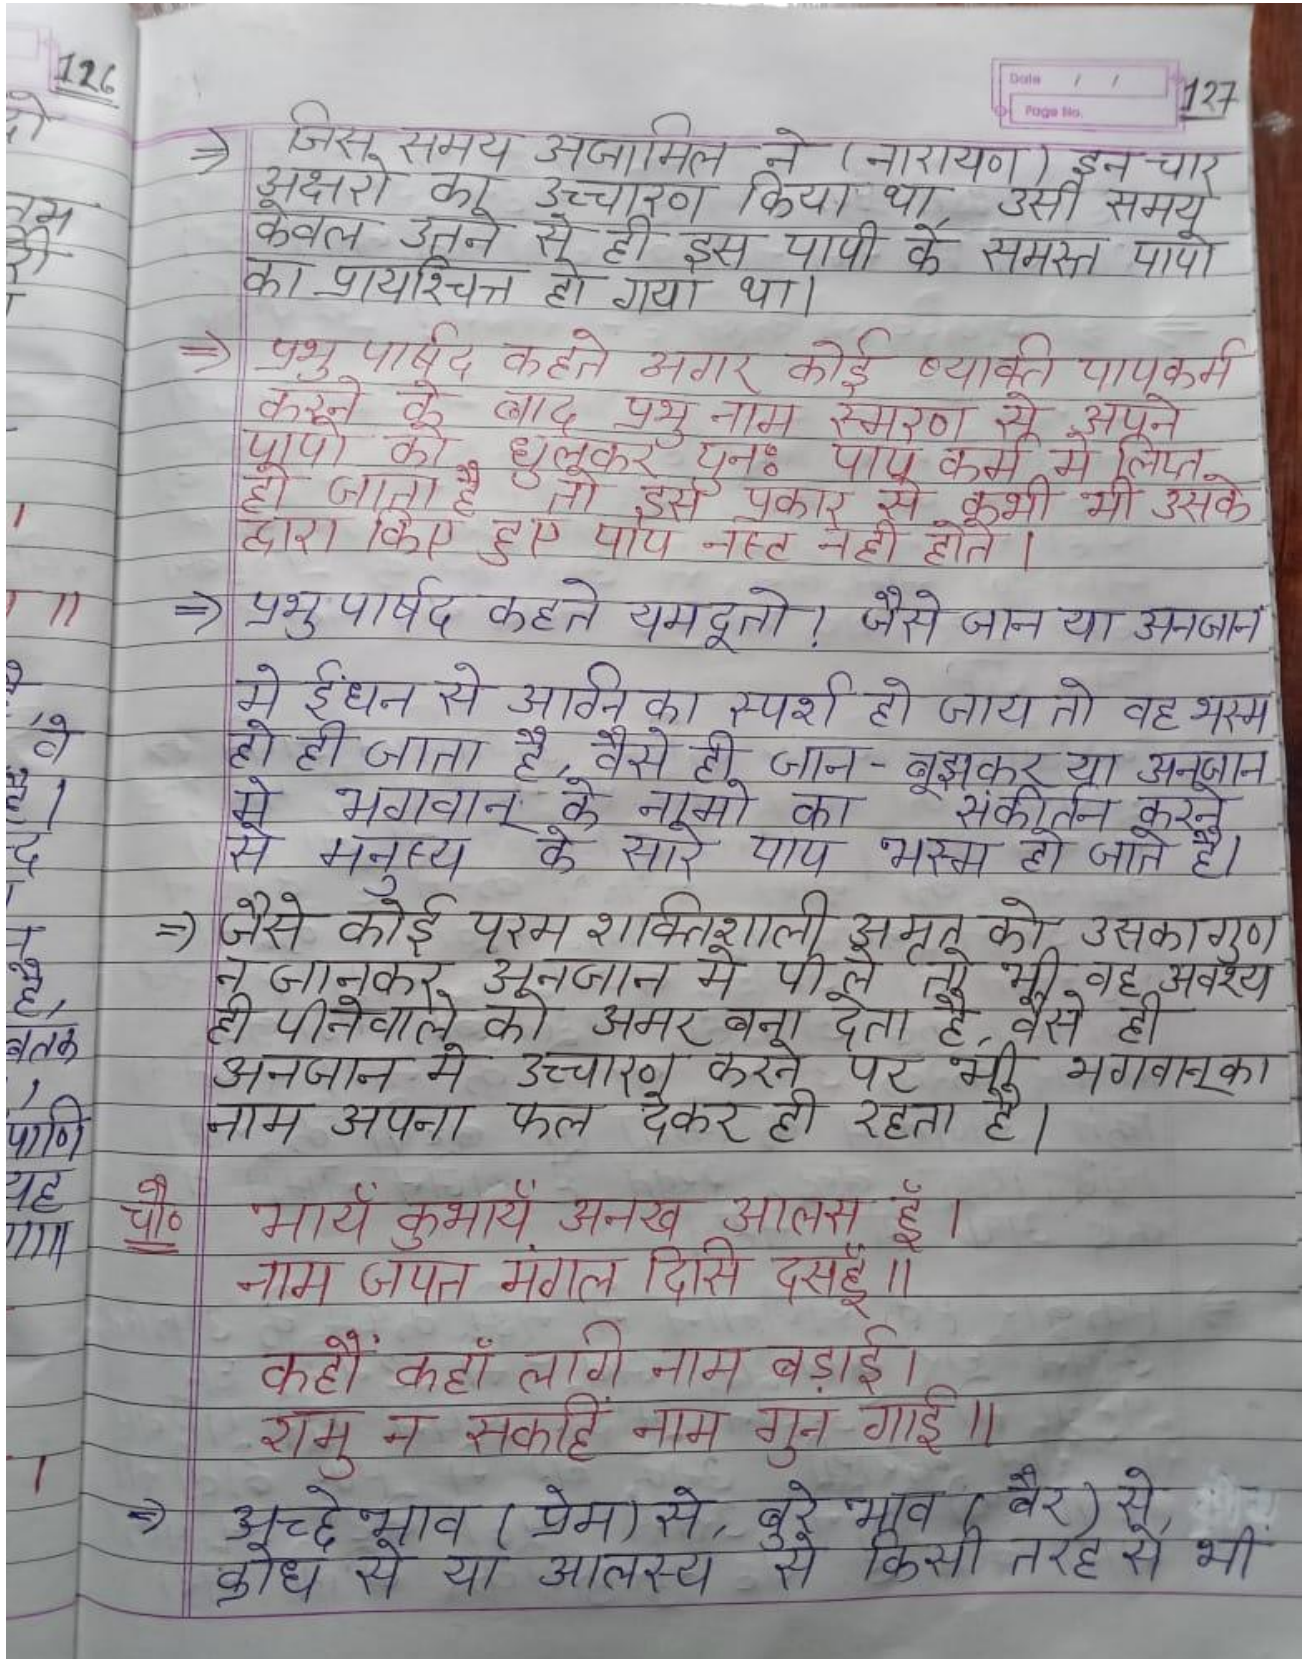 126
Date / /
Page No.
127
⇒ जिस समय अजामिल ने (नारायण) इन चार
अक्षरो का उच्चारण किया था, उसी समय
केवल उतने से ही इस पापी के समस्त पापो
का प्रायश्चित्त हो गया था।
⇒ प्रभु पार्षद कहते अगर कोई व्यक्ति पापकर्म
करने के बाद प्रभु नाम स्मरण से अपने
पापो को धुलकर पुनः पाप कर्म मे लिप्त
हो जाता है तो इस प्रकार से कभी भी उसके
द्वारा किए हुए पाप नस्ट नही होते।
⇒ प्रभु पार्षद कहते यमदूतो! जैसे जान या अनजान
मे ईंधन से अग्नि का स्पर्श हो जाय तो वह भस्म
हो ही जाता है, वैसे ही जान-बूझकर या अनजान
मे भगवान् के नामो का संकीर्तन करने
से मनुस्य के सारे पाप भस्म हो जाते है।
⇒ जैसे कोई परम शक्तिशाली अमृत को उसका गुण
न जानकर अनजान मे पी ले तो भी वह अवश्य
ही पीनेवाले को अमर बना देता है, वैसे ही
अनजान मे उच्चारण करने पर भी भगवान् का
नाम अपना फल देकर ही रहता है।
चौ० भायँ कुभायँ अनख आलस हूँ।
नाम जपत मंगल दिसि दसहूँ॥
कहौं कहाँ लगि नाम बड़ाई।
रामु न सकहिं नाम गुन गाई॥
⇒ अच्छे भाव (प्रेम) से, बुरे भाव (बैर) से,
क्रोध से या आलस्य से किसी तरह से भी